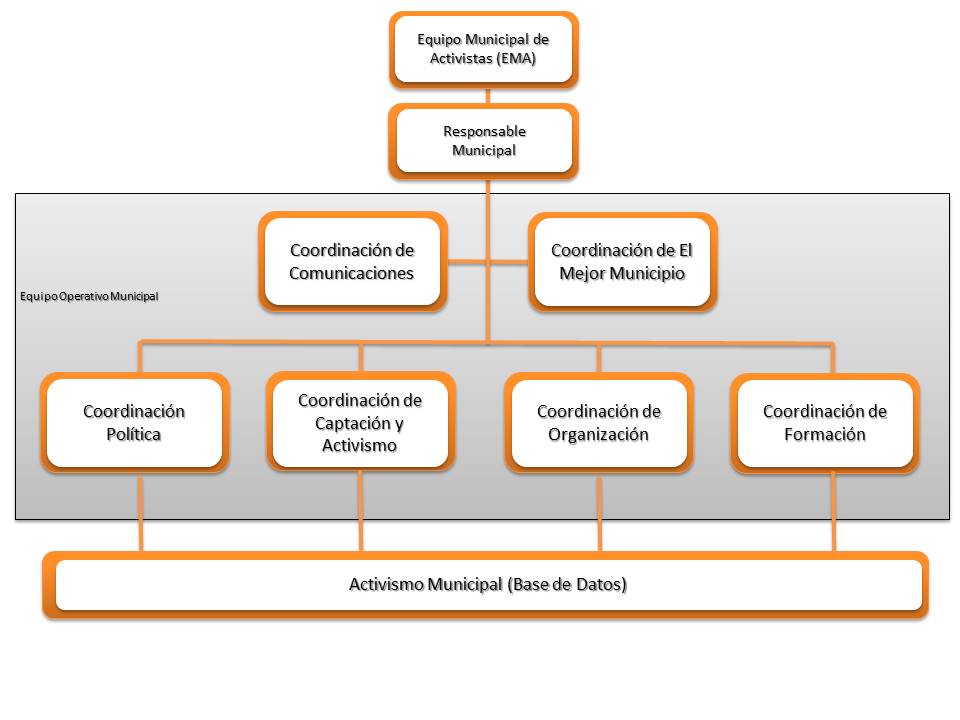 Equipo Municipal de
Activistas (EMA)
Responsable
Municipal
Coordinación de
Comunicaciones
Coordinación de El
Mejor Municipio
Equipo Operativo Municipal
Coordinación
Política
Coordinación de
Captación y
Activismo
Coordinación de
Organización
Coordinación de
Formación
Activismo Municipal (Base de Datos)